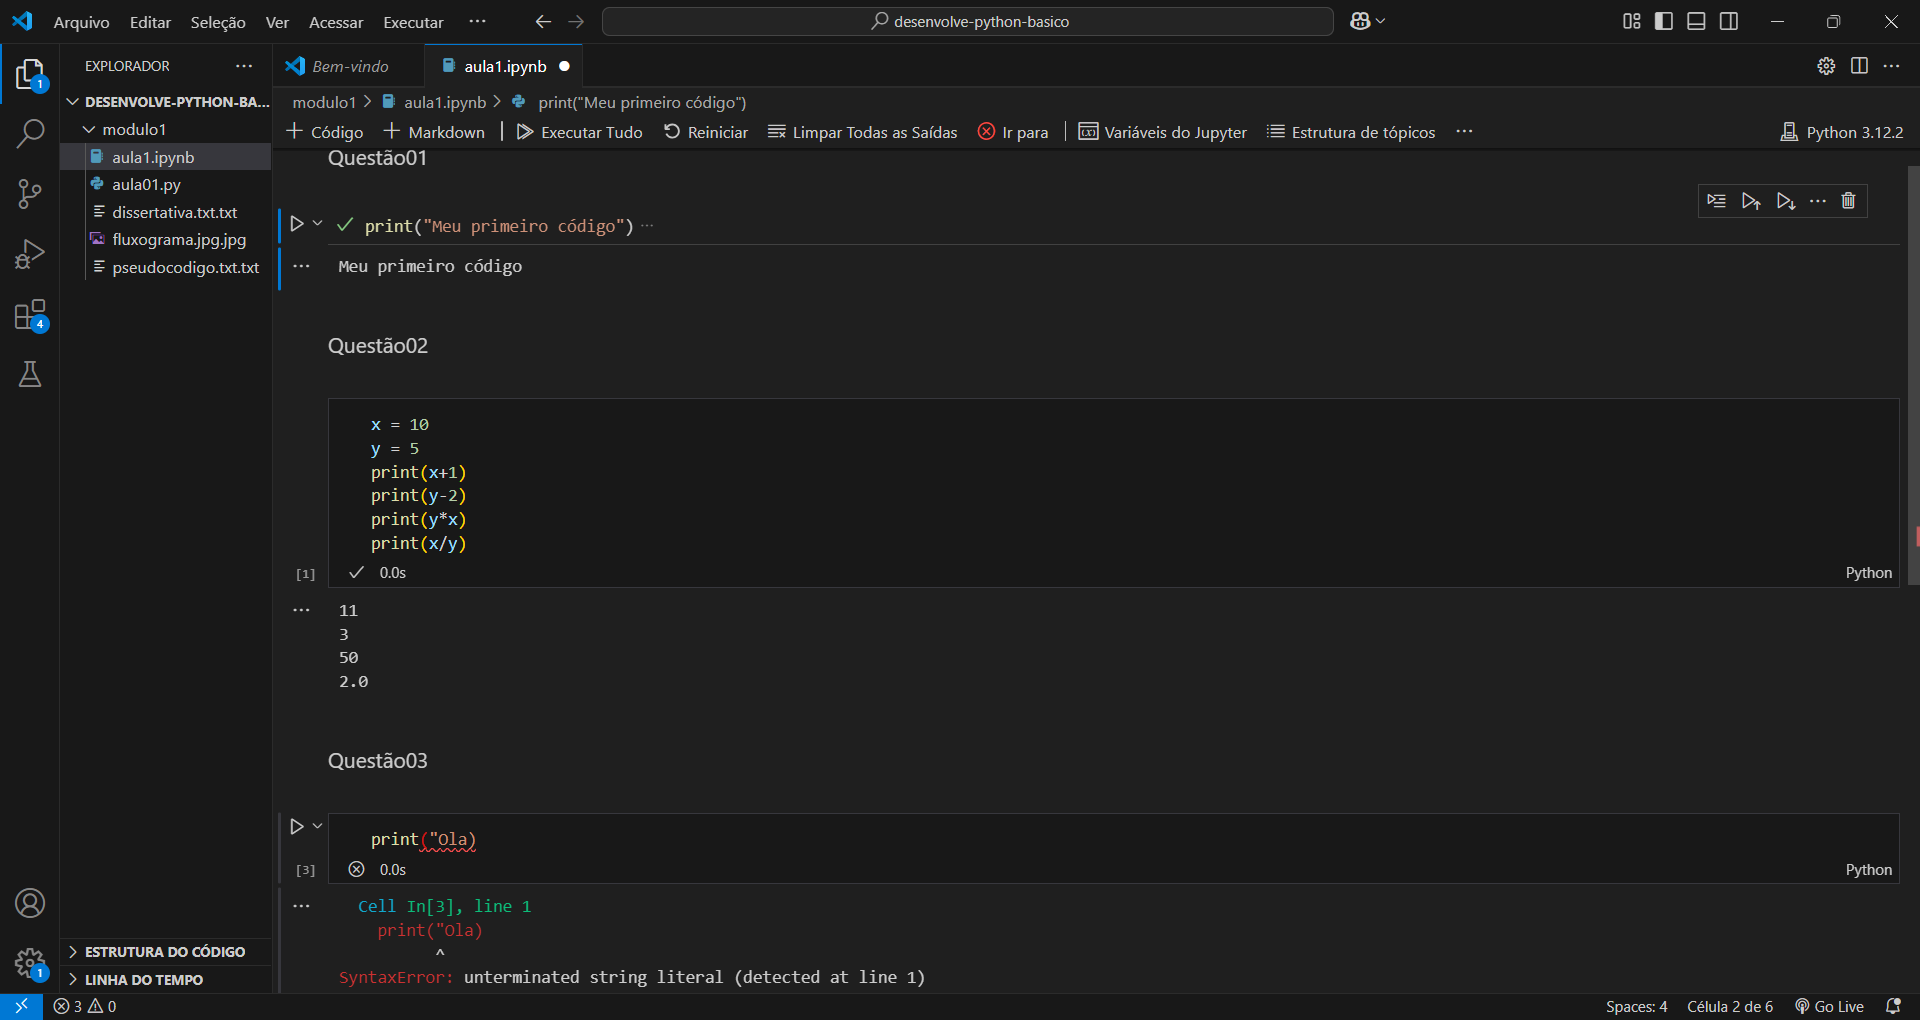 Arquivo Editar Seleção Ver Acessar Executar ··· desenvolve-python-basico
EXPLORADOR ···
Bem-vindo
aula1.ipynb
DESENVOLVE-PYTHON-BA...
modulo1
aula1.ipynb
aula01.py
dissertativa.txt.txt
fluxograma.jpg.jpg
pseudocodigo.txt.txt
modulo1 > aula1.ipynb > print("Meu primeiro código")
+ Código + Markdown Executar Tudo Reiniciar Limpar Todas as Saídas Ir para Variáveis do Jupyter Estrutura de tópicos ··· Python 3.12.2
Questão01
print("Meu primeiro código") ···
Meu primeiro código
Questão02
x = 10
y = 5
print(x+1)
print(y-2)
print(y*x)
print(x/y)
[1] 0.0s Python
11
3
50
2.0
Questão03
print("Ola)
[3] 0.0s Python
Cell In[3], line 1
print("Ola)
^
SyntaxError: unterminated string literal (detected at line 1)
1
4
1
ESTRUTURA DO CÓDIGO
LINHA DO TEMPO
3 0 Spaces: 4 Célula 2 de 6 Go Live